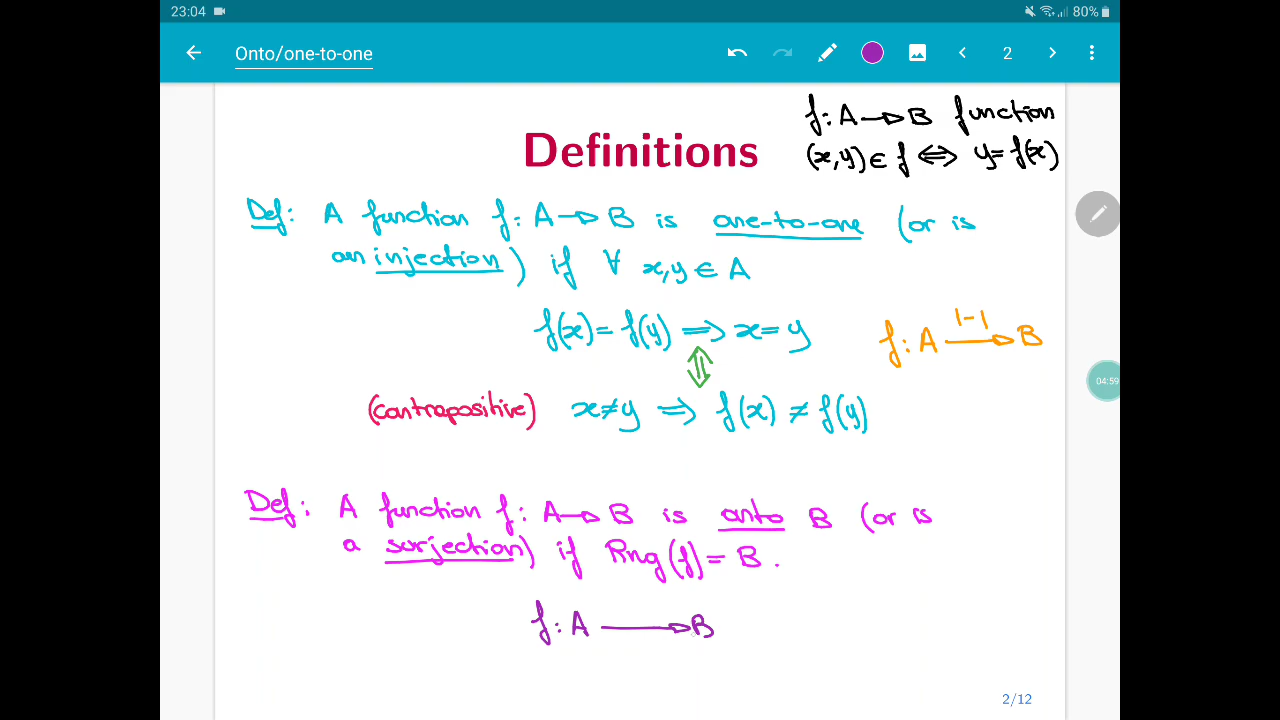 23:04
80%
Onto/one-to-one
2
f: A → B function
Definitions
(x,y) ∈ f ⟺ y = f(x)
Def: A function f: A → B is one-to-one (or is
an injection) if ∀ x,y ∈ A
f(x) = f(y) ⟹ x = y
f: A 1-1→ B
⇕
04:59
(contrapositive) x≠y ⟹ f(x) ≠ f(y)
Def: A function f: A → B is onto B (or is
a surjection) if Rng(f) = B.
f: A → B
2/12